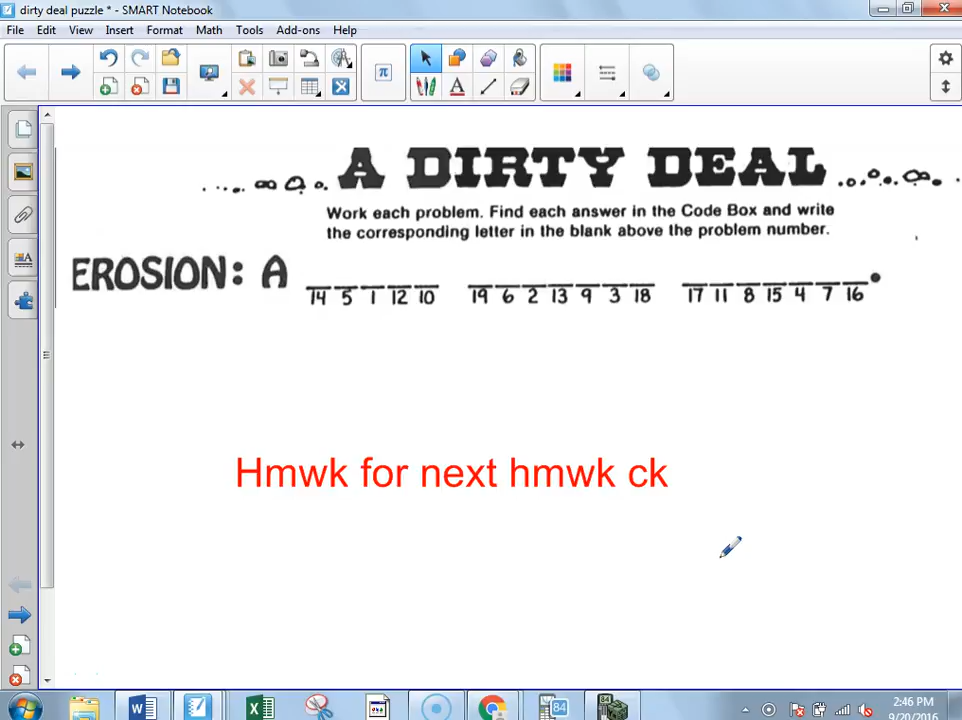 dirty deal puzzle * - SMART Notebook
File Edit View Insert Format Math Tools Add-ons Help
A DIRTY DEAL
Work each problem. Find each answer in the Code Box and write
the corresponding letter in the blank above the problem number.
EROSION: A _ _ _ _ _ _ _ _ _ _ _ _ _ _ _ _ _ _ _.
14 5 1 12 10 19 6 2 13 9 3 18 17 11 8 15 4 7 16
Hmwk for next hmwk ck
2:46 PM
9/20/2016